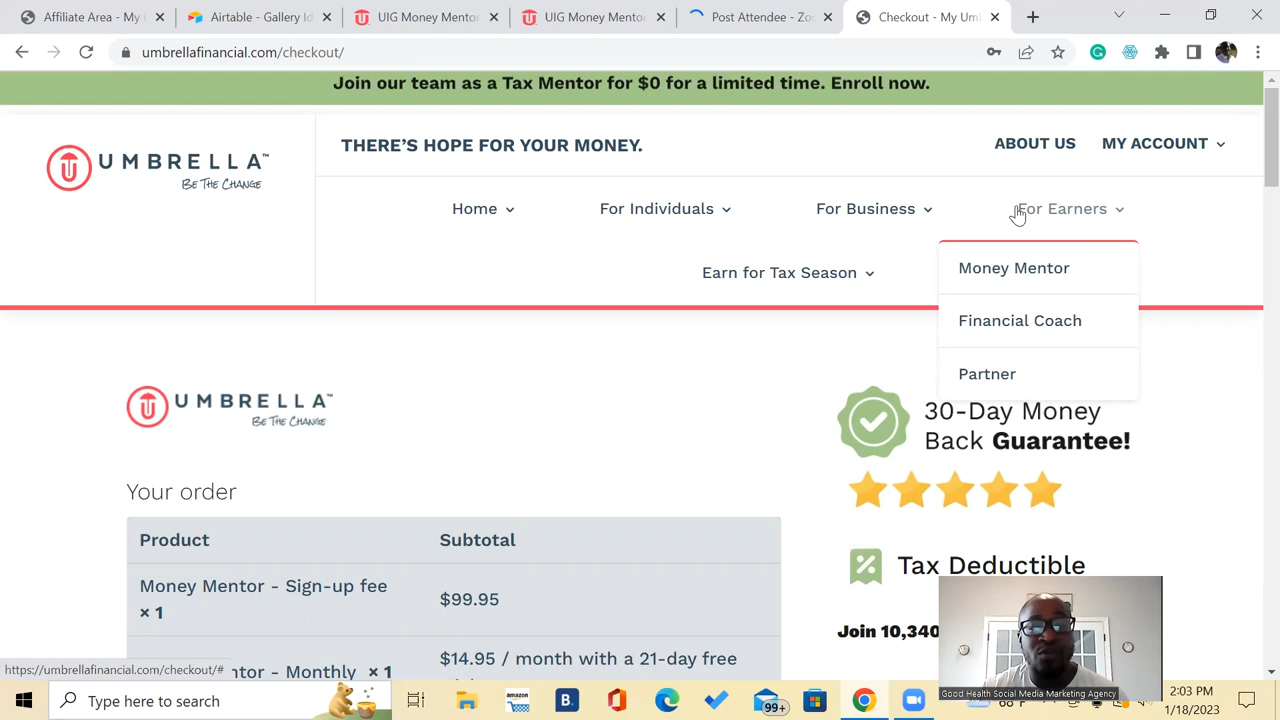 Affiliate Area - My
Airtable - Gallery
UIG Money Mentor
UIG Money Mento
Post Attendee - Zo
Checkout - My Um
umbrellafinancial.com/checkout/
Join our team as a Tax Mentor for $0 for a limited time. Enroll now.
UMBRELLA™
BE THE CHANGE
THERE'S HOPE FOR YOUR MONEY.
ABOUT US
MY ACCOUNT
Home
For Individuals
For Business
For Earners
Earn for Tax Season
Money Mentor
Financial Coach
Partner
UMBRELLA™
BE THE CHANGE
30-Day Money
Back Guarantee!
Your order
Product Subtotal
Money Mentor - Sign-up fee
× 1
$99.95
Tax Deductible
Join 10,340
ntor - Monthly × 1
$14.95 / month with a 21-day free
https://umbrellafinancial.com/checkout/#
Good Health Social Media Marketing Agency
Type here to search
amazon
B.
99+
68°F
2:03 PM
1/18/2023